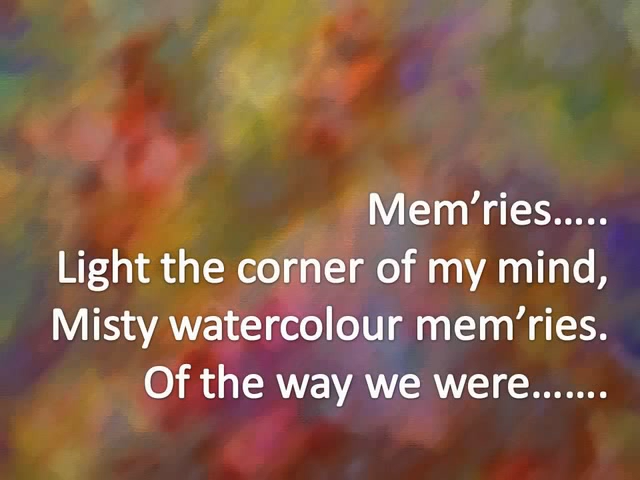 Mem’ries…..
Light the corner of my mind,
Misty watercolour mem’ries.
Of the way we were…….